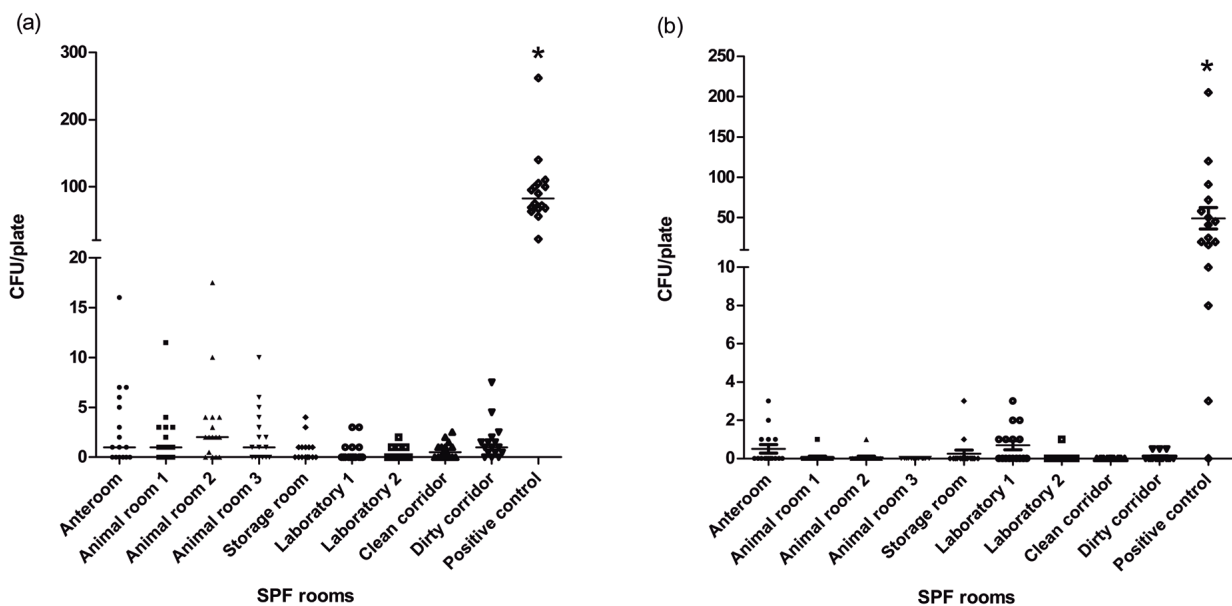 (a)
*
300
200
100
20
15
10
5
0
CFU/plate
Anteroom
Animal room 1
Animal room 2
Animal room 3
Storage room
Laboratory 1
Laboratory 2
Clean corridor
Dirty corridor
Positive control
SPF rooms
(b)
*
250
200
150
100
50
10
8
6
4
2
0
CFU/plate
Anteroom
Animal room 1
Animal room 2
Animal room 3
Storage room
Laboratory 1
Laboratory 2
Clean corridor
Dirty corridor
Positive control
SPF rooms